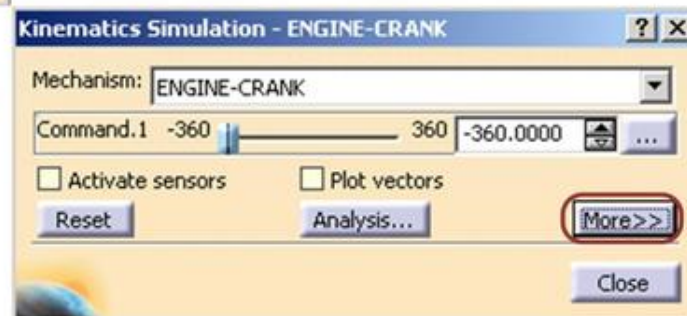 Kinematics Simulation - ENGINE-CRANK ? X
Mechanism: ENGINE-CRANK
Command.1 -360 360 -360.0000 ...
Activate sensors Plot vectors
Reset Analysis... More>>
Close